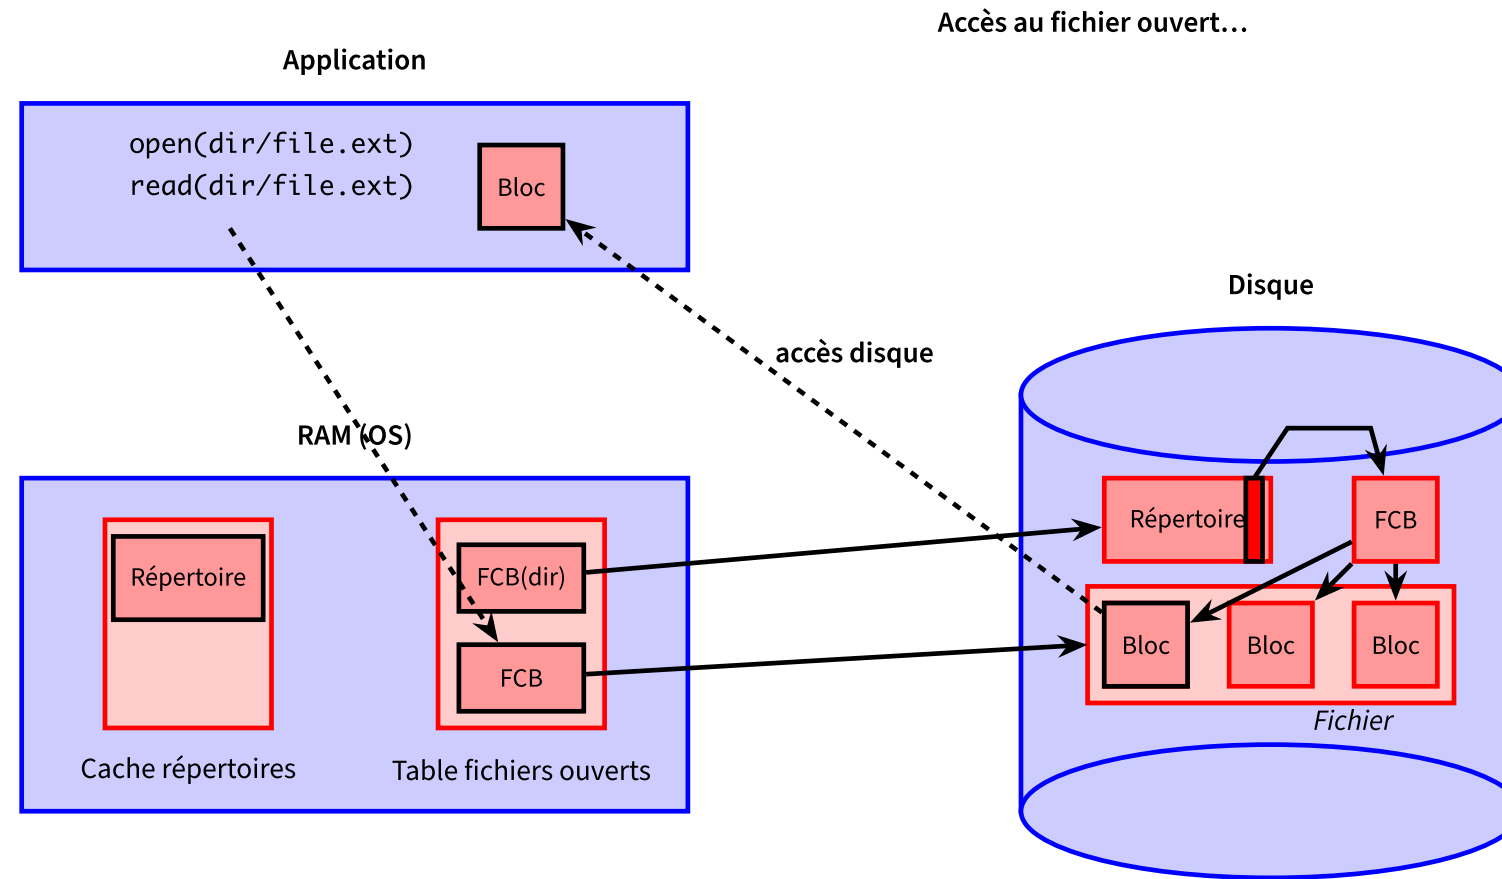 Accès au fichier ouvert…
Application
open(dir/file.ext)
read(dir/file.ext)
Bloc
Disque
accès disque
RAM (OS)
Répertoire
FCB(dir)
FCB
Cache répertoires
Table fichiers ouverts
Répertoire
FCB
Bloc
Bloc
Bloc
Fichier